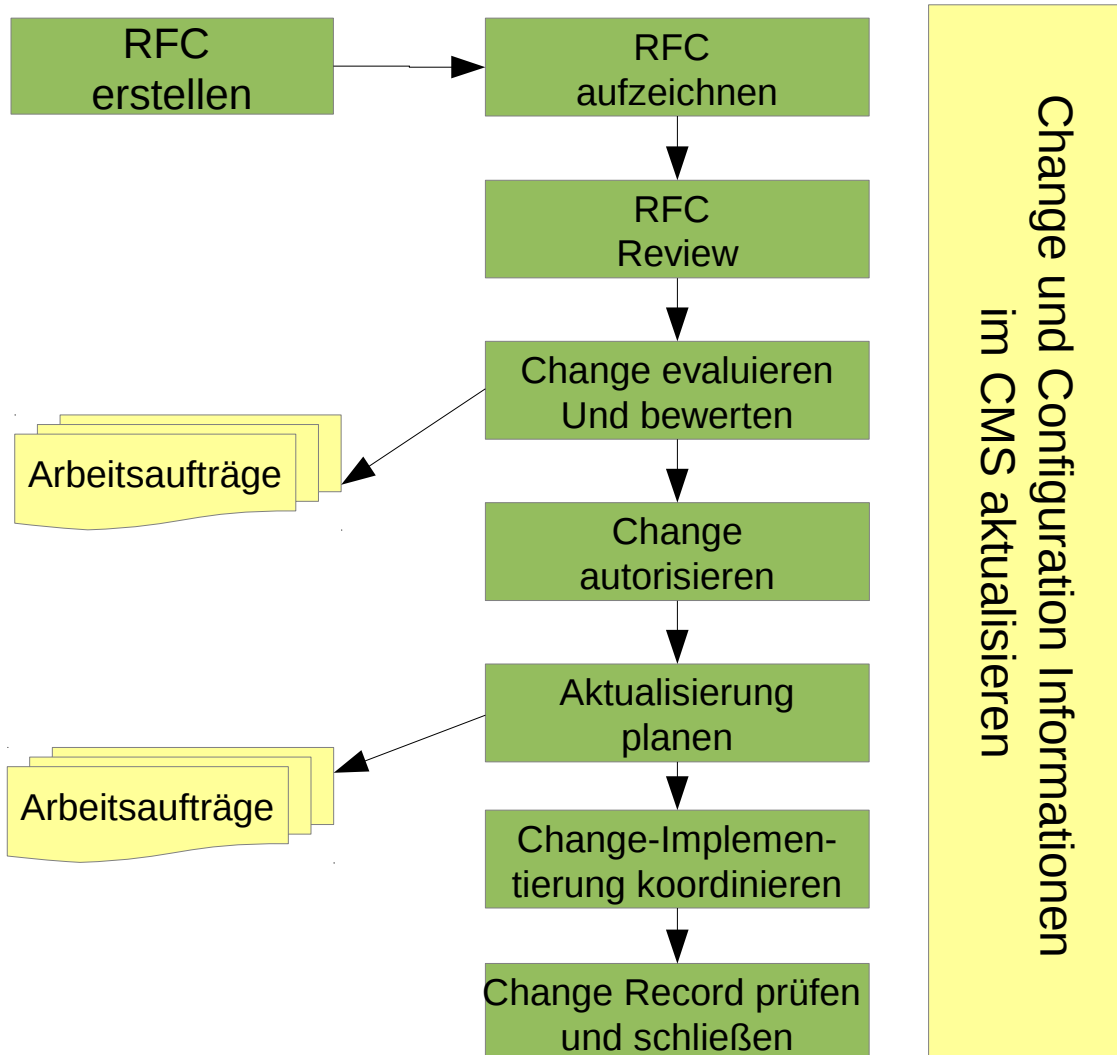 RFC
erstellen
RFC
aufzeichnen
RFC
Review
Change evaluieren
Und bewerten
Arbeitsaufträge
Change
autorisieren
Aktualisierung
planen
Arbeitsaufträge
Change-Implemen-
tierung koordinieren
Change Record prüfen
und schließen
Change und Configuration Informationen
im CMS aktualisieren